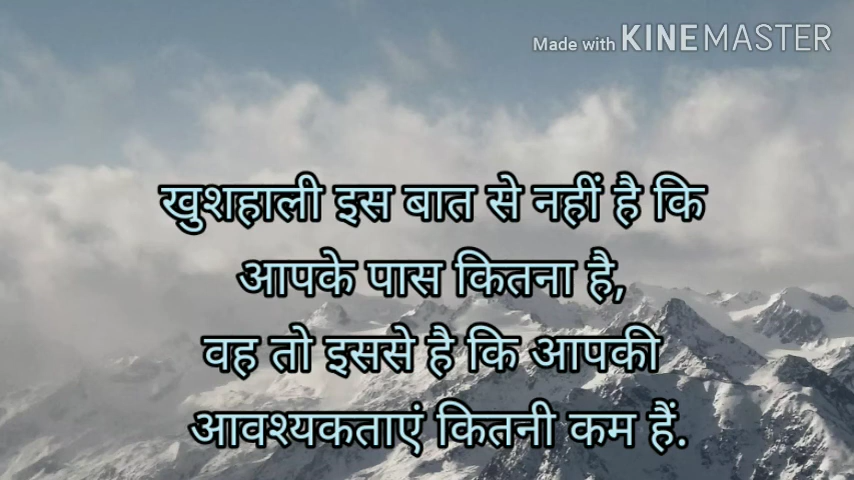 Made with KINEMASTER
खुशहाली इस बात से नहीं है कि
आपके पास कितना है,
वह तो इससे है कि आपकी
आवश्यकताएं कितनी कम हैं.